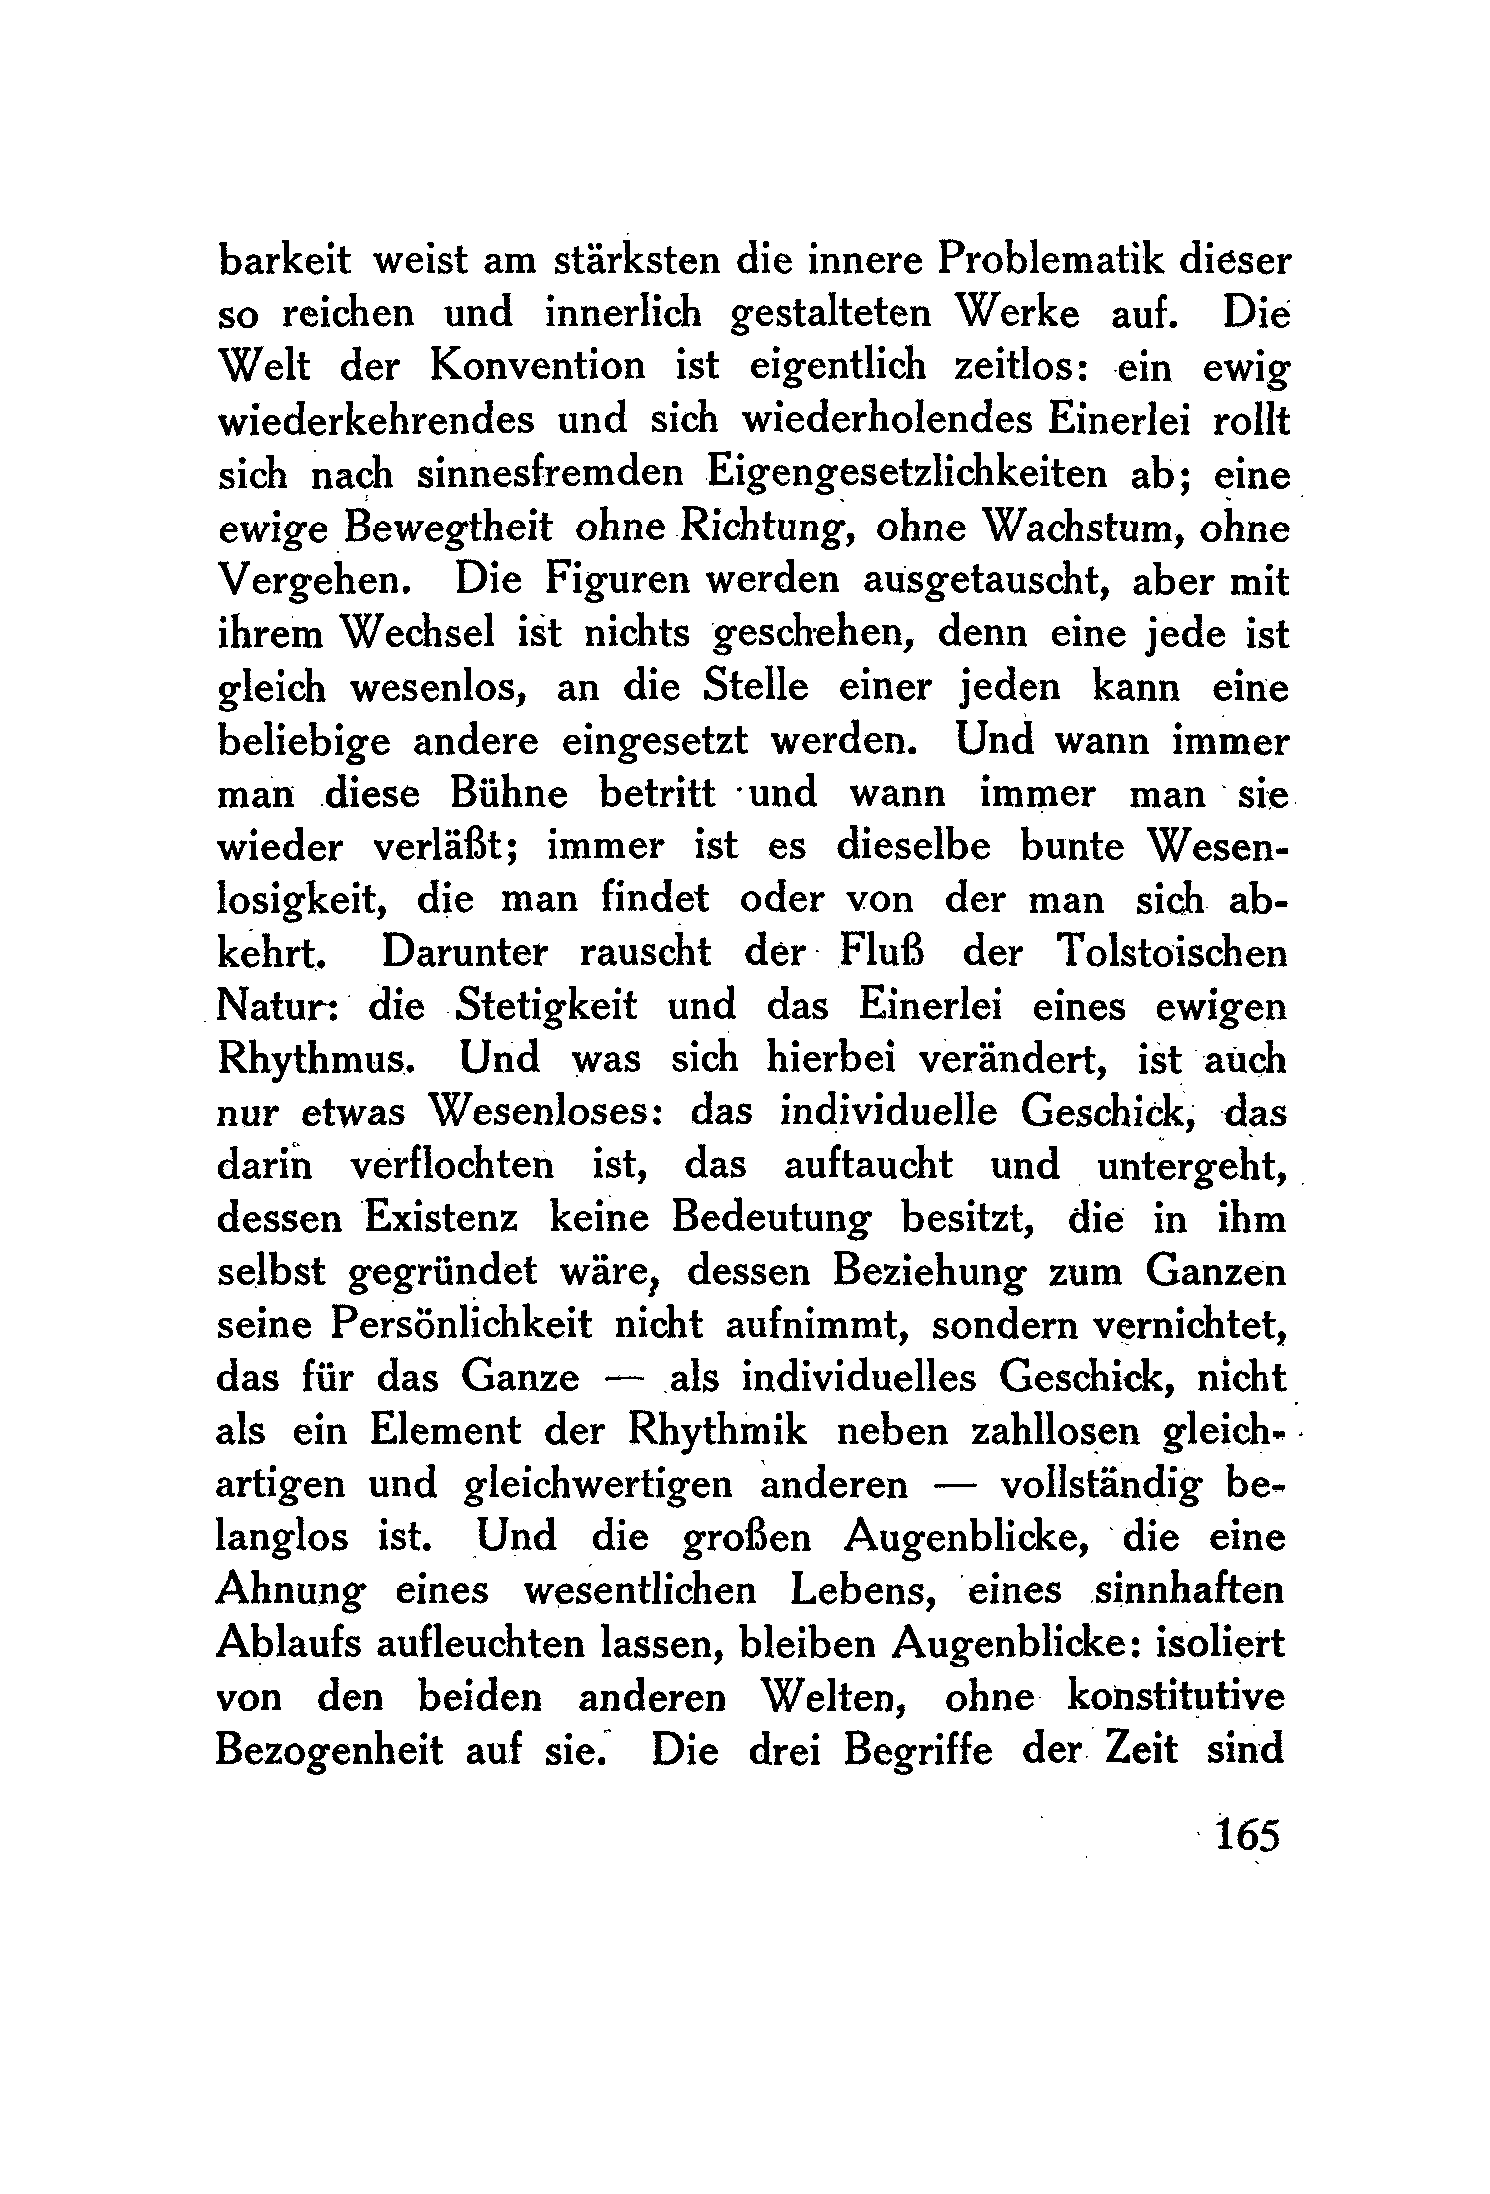 barkeit weist am stärksten die innere Problematik dieser
so reichen und innerlich gestalteten Werke auf. Die
Welt der Konvention ist eigentlich zeitlos: ein ewig
wiederkehrendes und sich wiederholendes Einerlei rollt
sich nach sinnesfremden Eigengesetzlichkeiten ab; eine
ewige Bewegtheit ohne Richtung, ohne Wachstum, ohne
Vergehen. Die Figuren werden ausgetauscht, aber mit
ihrem Wechsel ist nichts geschehen, denn eine jede ist
gleich wesenlos, an die Stelle einer jeden kann eine
beliebige andere eingesetzt werden. Und wann immer
man diese Bühne betritt und wann immer man sie
wieder verläßt; immer ist es dieselbe bunte Wesen-
losigkeit, die man findet oder von der man sich ab-
kehrt. Darunter rauscht der Fluß der Tolstoischen
Natur: die Stetigkeit und das Einerlei eines ewigen
Rhythmus. Und was sich hierbei verändert, ist auch
nur etwas Wesenloses: das individuelle Geschick, das
darin verflochten ist, das auftaucht und untergeht,
dessen Existenz keine Bedeutung besitzt, die in ihm
selbst gegründet wäre, dessen Beziehung zum Ganzen
seine Persönlichkeit nicht aufnimmt, sondern vernichtet,
das für das Ganze — als individuelles Geschick, nicht
als ein Element der Rhythmik neben zahllosen gleich-
artigen und gleichwertigen anderen — vollständig be-
langlos ist. Und die großen Augenblicke, die eine
Ahnung eines wesentlichen Lebens, eines sinnhaften
Ablaufs aufleuchten lassen, bleiben Augenblicke: isoliert
von den beiden anderen Welten, ohne konstitutive
Bezogenheit auf sie. Die drei Begriffe der Zeit sind
165